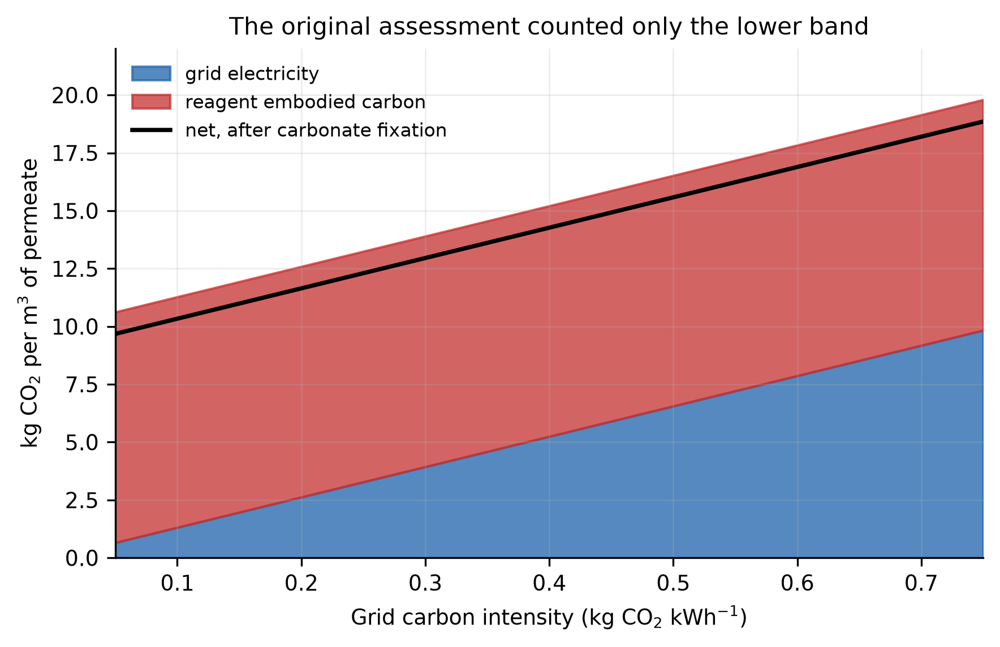 The original assessment counted only the lower band
grid electricity
reagent embodied carbon
net, after carbonate fixation
kg CO₂ per m³ of permeate
20.0
17.5
15.0
12.5
10.0
7.5
5.0
2.5
0.0
0.1 0.2 0.3 0.4 0.5 0.6 0.7
Grid carbon intensity (kg CO₂ kWh⁻¹)